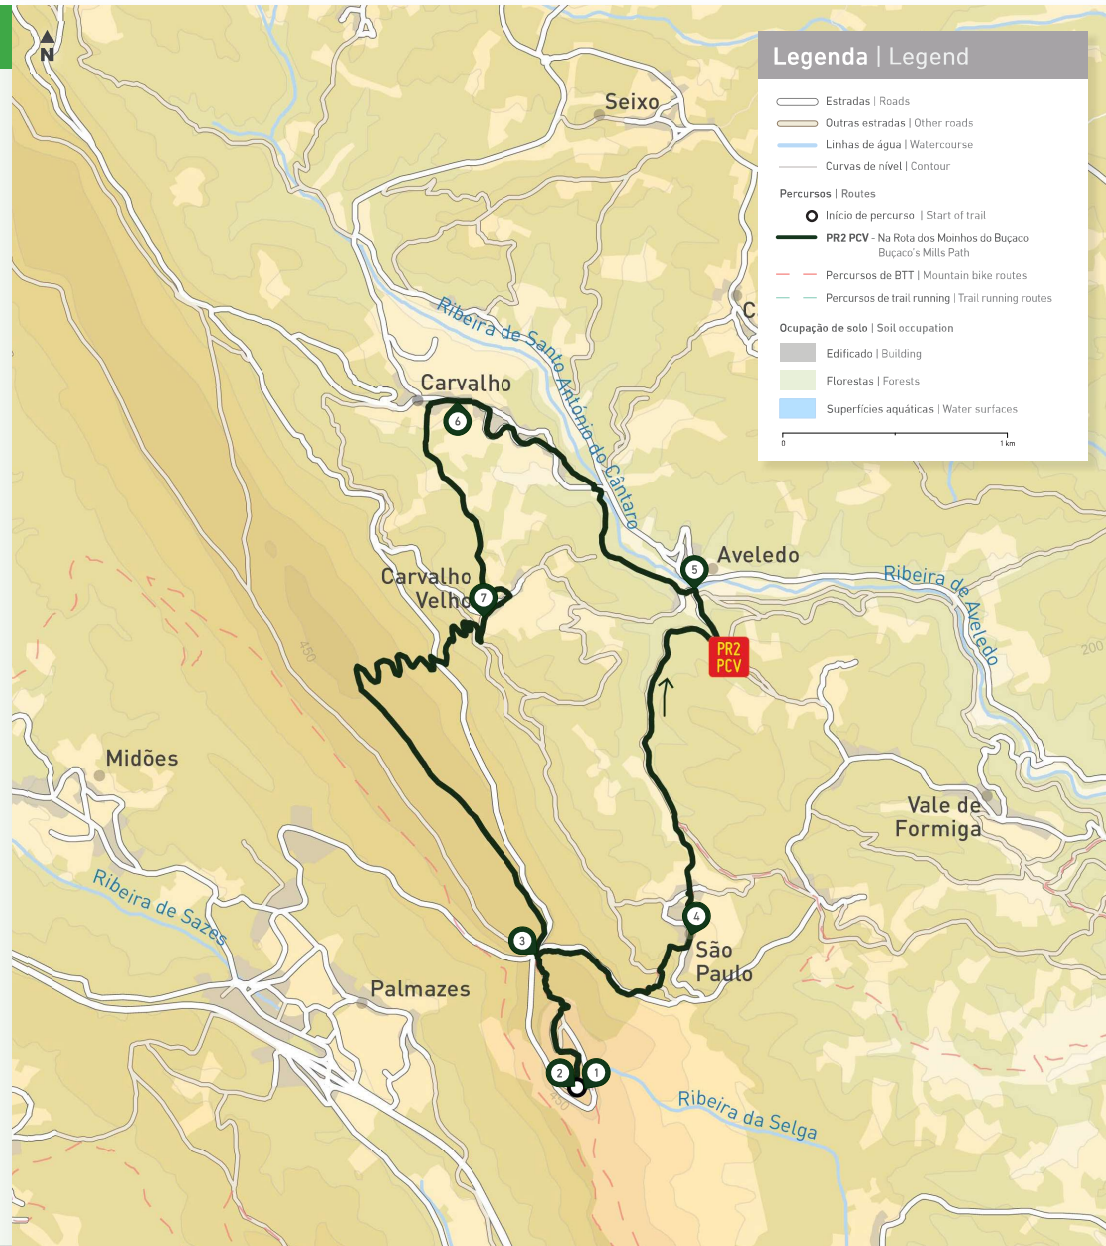 N
Legenda | Legend
Estradas | Roads
Outras estradas | Other roads
Linhas de água | Watercourse
Curvas de nível | Contour
Percursos | Routes
Início de percurso | Start of trail
PR2 PCV - Na Rota dos Moinhos do Buçaco
Buçaco's Mills Path
Percursos de BTT | Mountain bike routes
Percursos de trail running | Trail running routes
Ocupação de solo | Soil occupation
Edificado | Building
Florestas | Forests
Superfícies aquáticas | Water surfaces
0
1 km
Seixo
C
Ribeira de Santo António do Cântaro
Carvalho
6
Aveledo
5
Ribeira de Aveledo
Carvalho
Velho
7
PR2
PCV
450
200
Midões
Vale de
Formiga
Ribeira de Sazes
4
São
Paulo
3
Palmazes
2
1
450
Ribeira da Selga